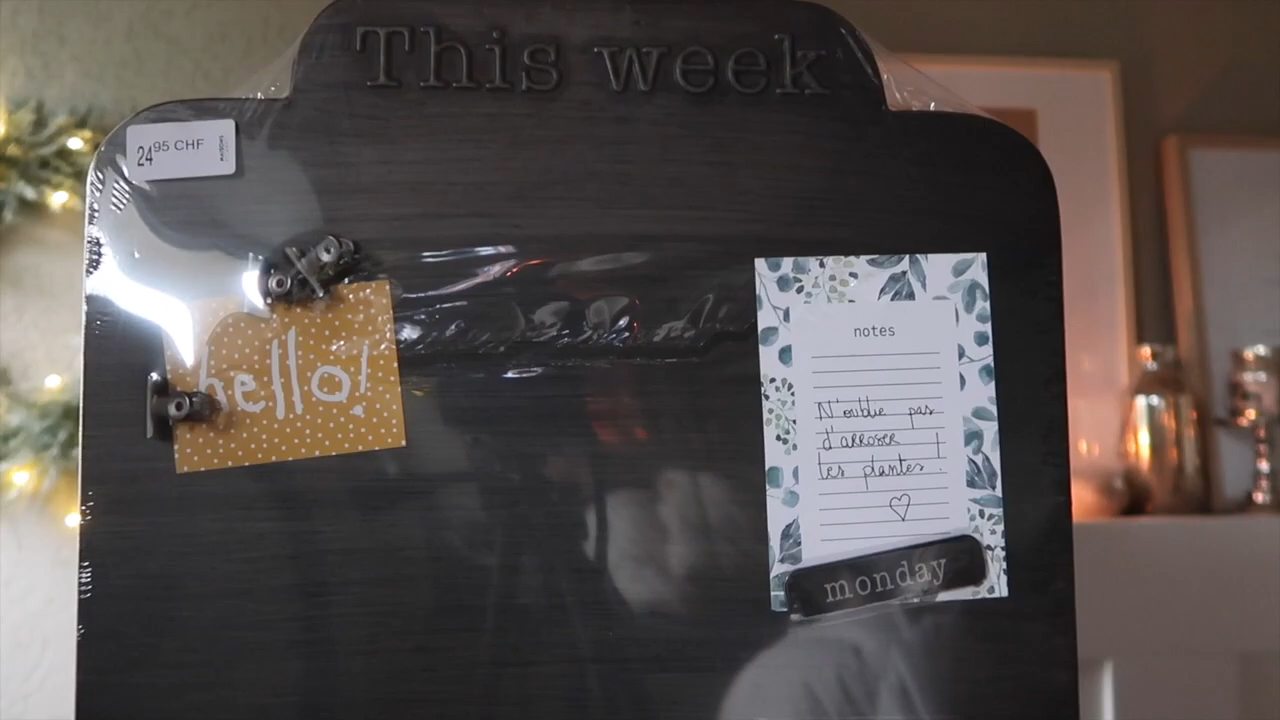 This week
24 95 CHF
hello!
notes
N'oublie pas
d'arroser
les plantes !
monday